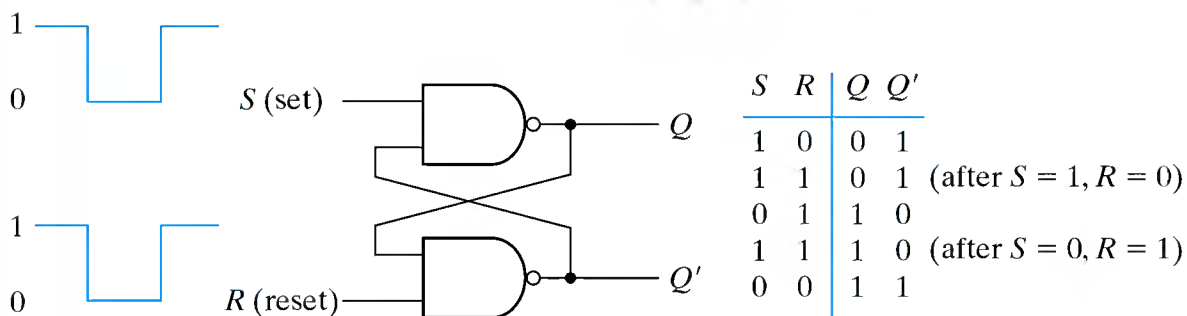 1
0
S (set)
Q
1
0
R (reset)
Q'
S R Q Q'
1 0 0 1
1 1 0 1 (after S = 1, R = 0)
0 1 1 0
1 1 1 0 (after S = 0, R = 1)
0 0 1 1